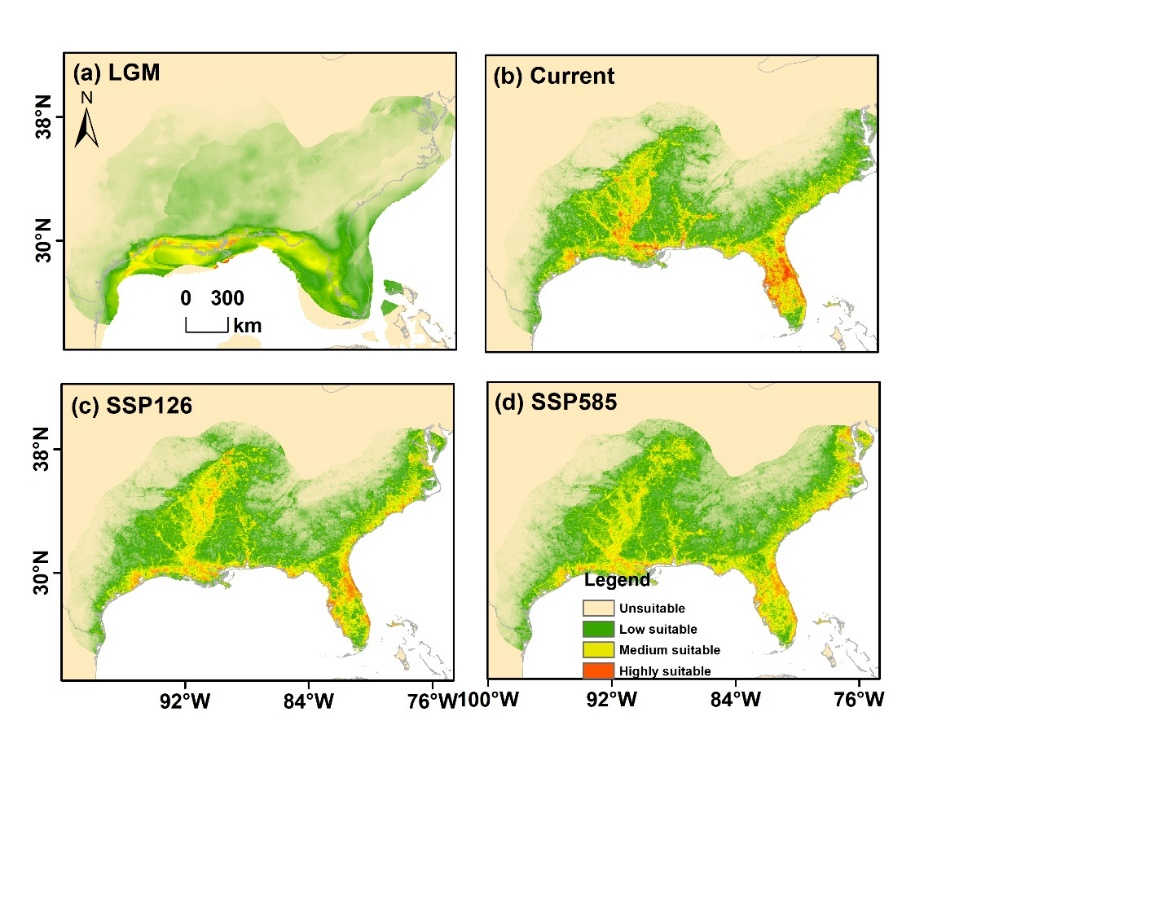 (a) LGM
N
38°N
30°N
0 300
km
(b) Current
(c) SSP126
38°N
30°N
92°W 84°W 76°W
(d) SSP585
Legend
Unsuitable
Low suitable
Medium suitable
Highly suitable
100°W 92°W 84°W 76°W